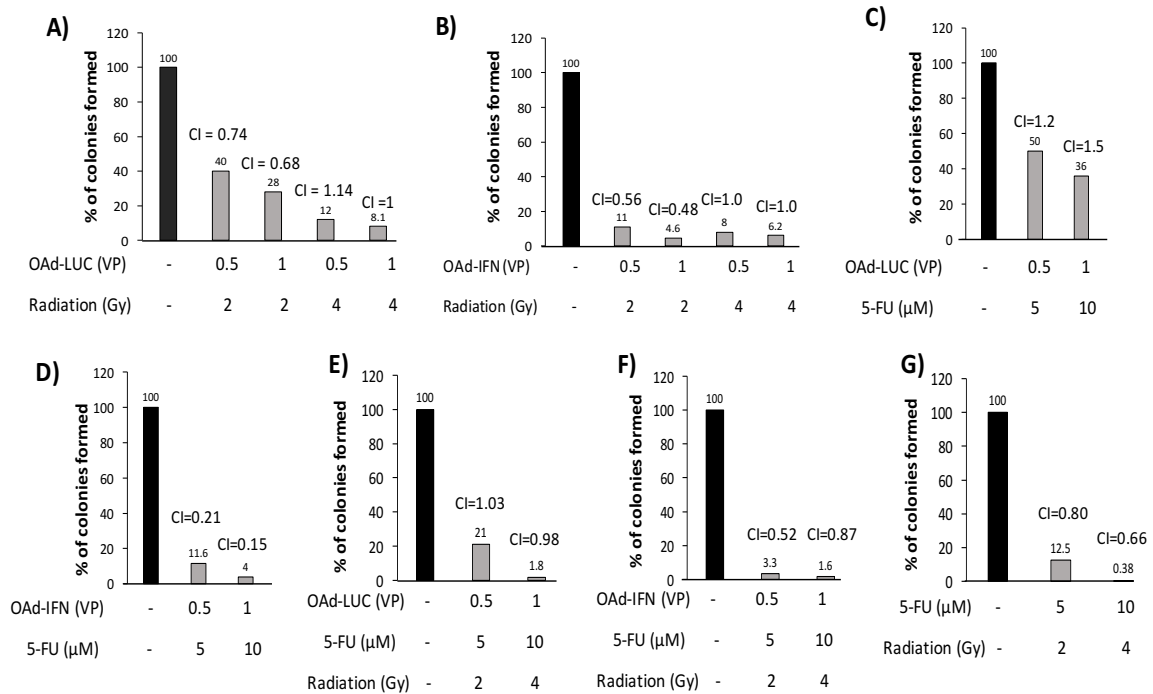 A)
% of colonies formed
120
100
80
60
40
20
0
100
CI = 0.74
40
CI = 0.68
28
CI = 1.14
12
CI =1
8.1
OAd-LUC (VP) - 0.5 1 0.5 1
Radiation (Gy) - 2 2 4 4
B)
% of colonies formed
120
100
80
60
40
20
0
100
CI=0.56
11
CI=0.48
4.6
CI=1.0
8
CI=1.0
6.2
OAd-IFN (VP) - 0.5 1 0.5 1
Radiation (Gy) - 2 2 4 4
C)
% of colonies formed
120
100
80
60
40
20
0
100
CI=1.2
50
CI=1.5
36
OAd-LUC (VP) - 0.5 1
5-FU (µM) - 5 10
D)
% of colonies formed
120
100
80
60
40
20
0
100
CI=0.21
11.6
CI=0.15
4
OAd-IFN (VP) - 0.5 1
5-FU (µM) - 5 10
E)
% of colonies formed
120
100
80
60
40
20
0
100
CI=1.03
21
CI=0.98
1.8
OAd-LUC (VP) - 0.5 1
5-FU (µM) - 5 10
Radiation (Gy) - 2 4
F)
% of colonies formed
120
100
80
60
40
20
0
100
CI=0.52
3.3
CI=0.87
1.6
OAd-IFN (VP) - 0.5 1
5-FU (µM) - 5 10
Radiation (Gy) - 2 4
G)
% of colonies formed
120
100
80
60
40
20
0
100
CI=0.80
12.5
CI=0.66
0.38
5-FU (µM) - 5 10
Radiation (Gy) - 2 4